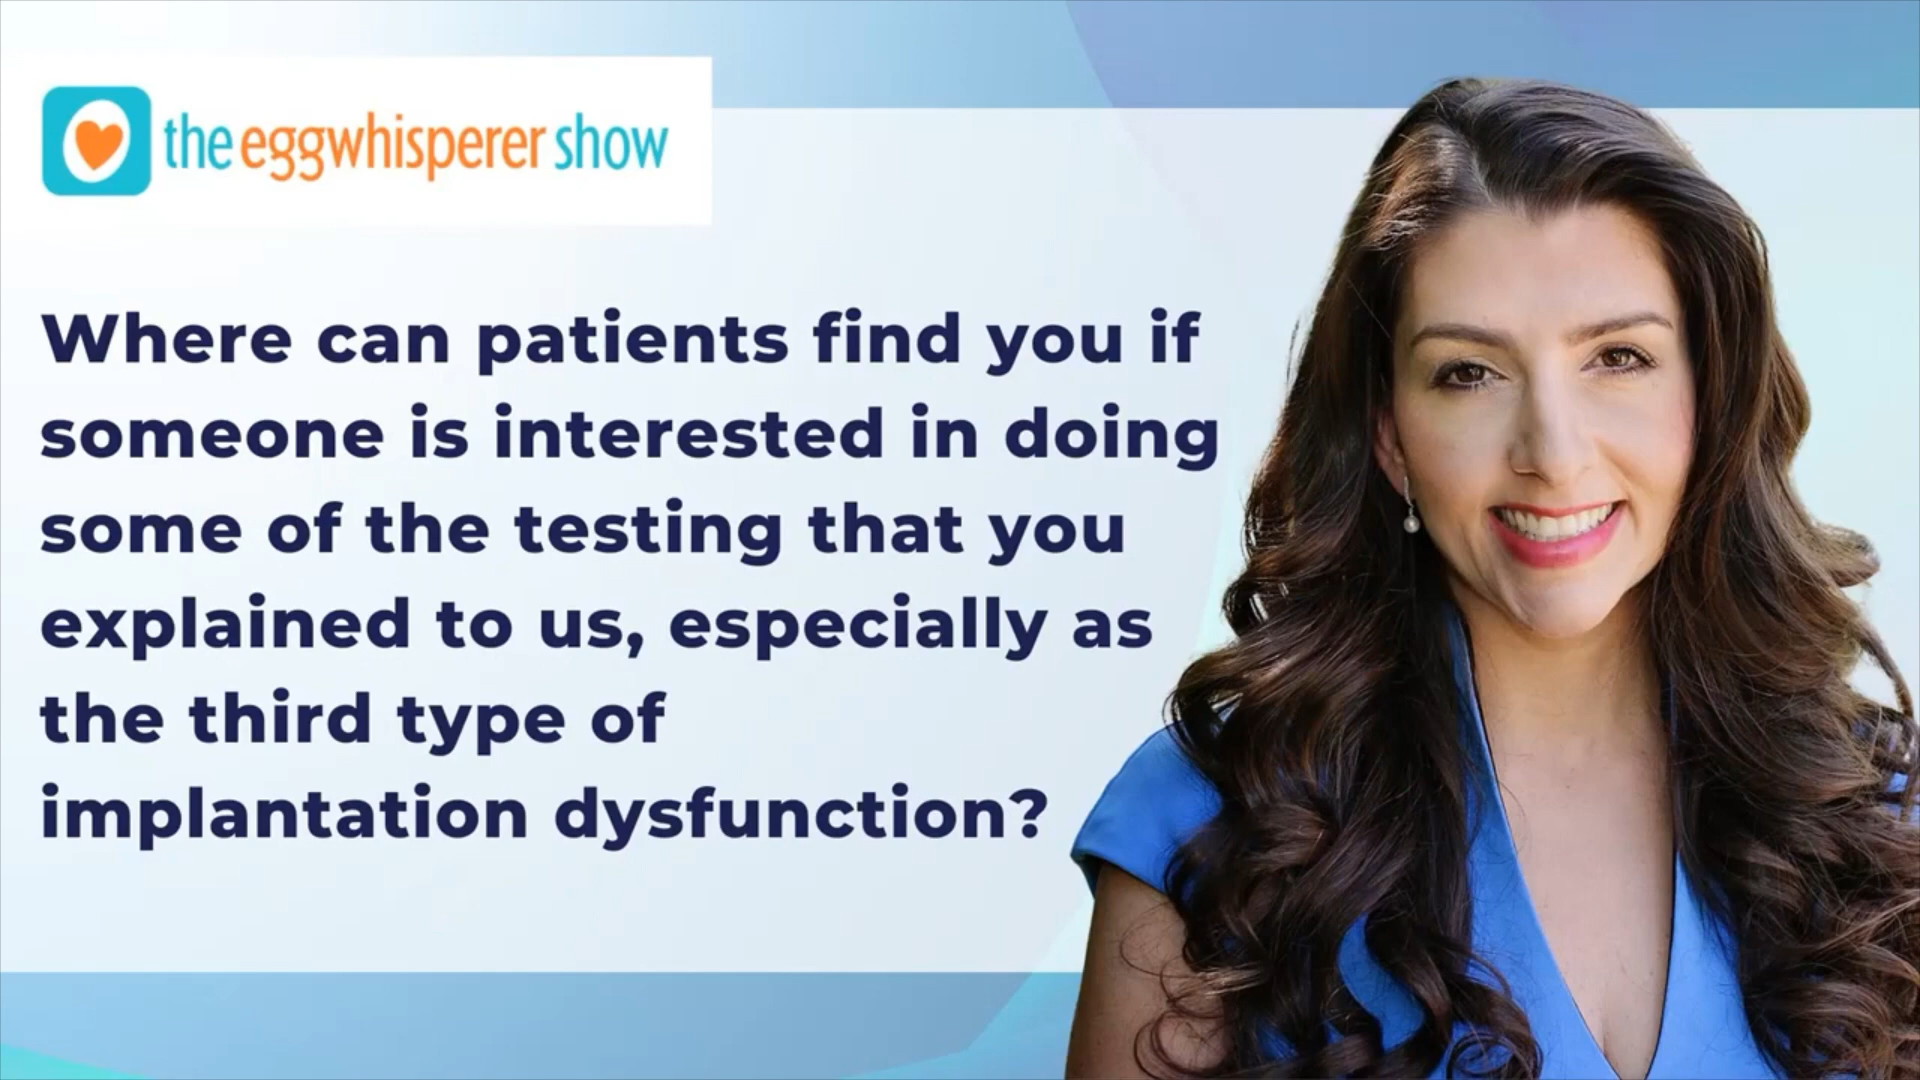 the eggwhisperer show
Where can patients find you if
someone is interested in doing
some of the testing that you
explained to us, especially as
the third type of
implantation dysfunction?